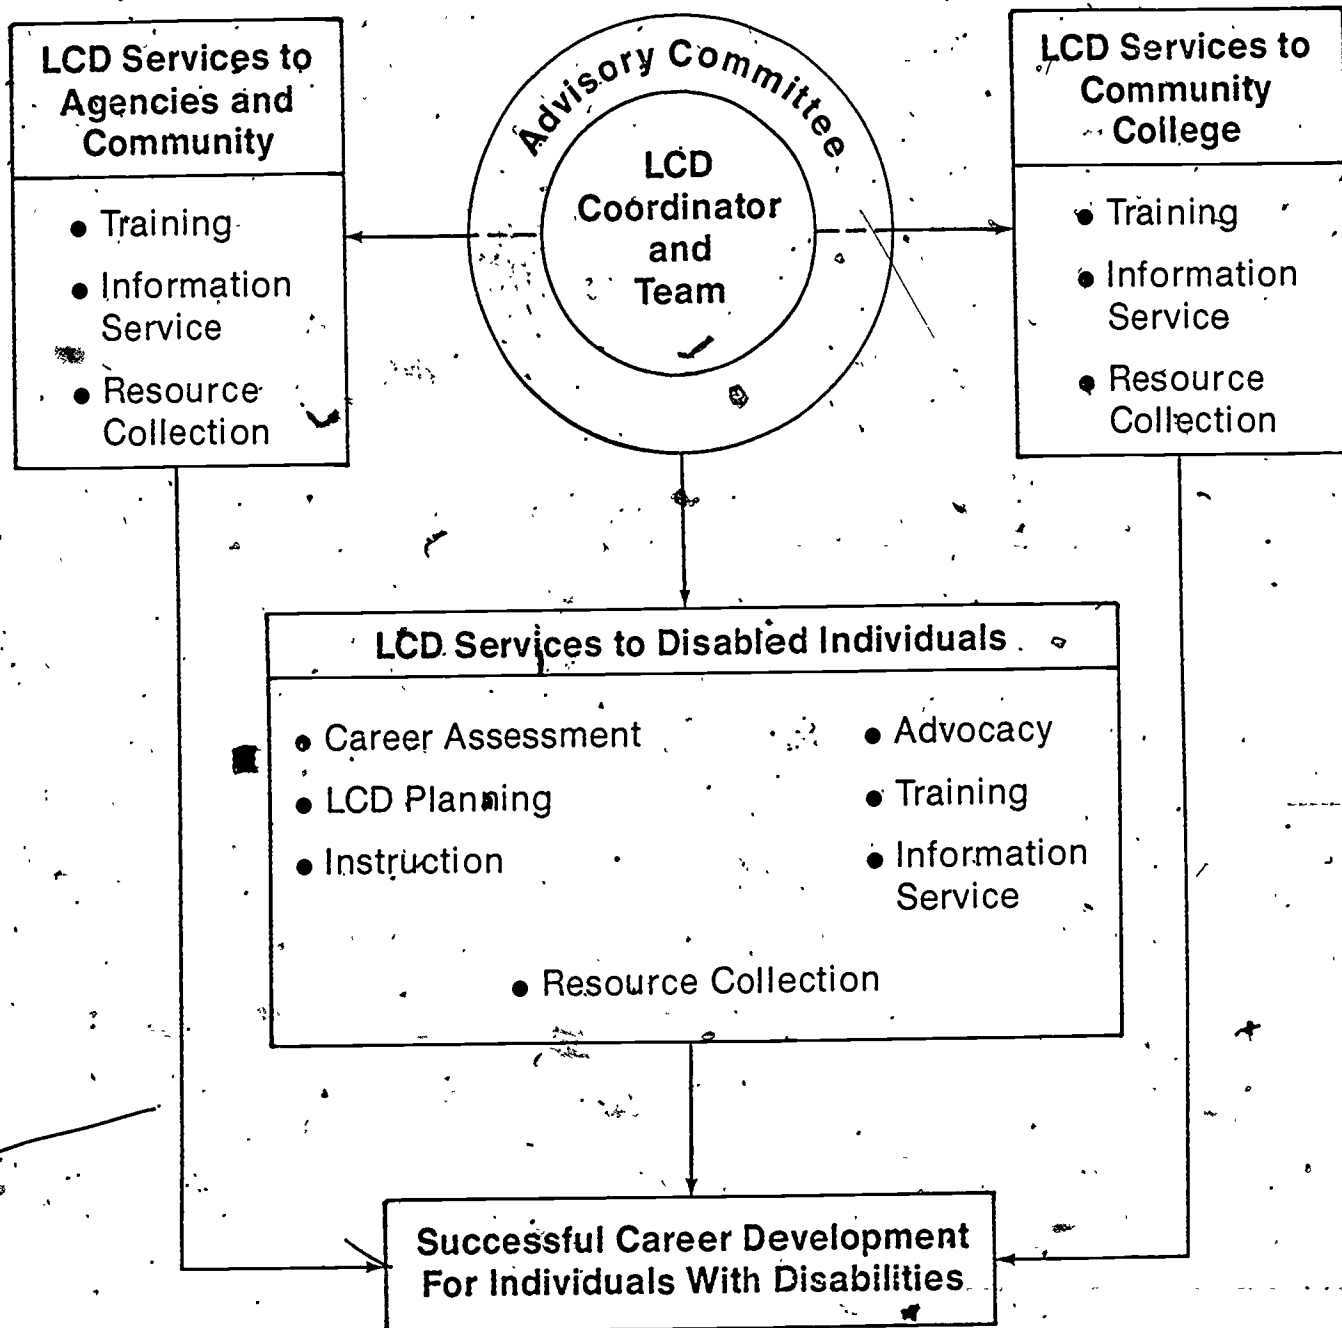 LCD Services to
Agencies and
Community
• Training
• Information
Service
• Resource
Collection
Advisory Committee
LCD
Coordinator
and
Team
LCD Services to
Community
College
• Training
• Information
Service
• Resource
Collection
LCD Services to Disabled Individuals
• Career Assessment
• LCD Planning
• Instruction
• Advocacy
• Training
• Information
Service
• Resource Collection
Successful Career Development
For Individuals With Disabilities